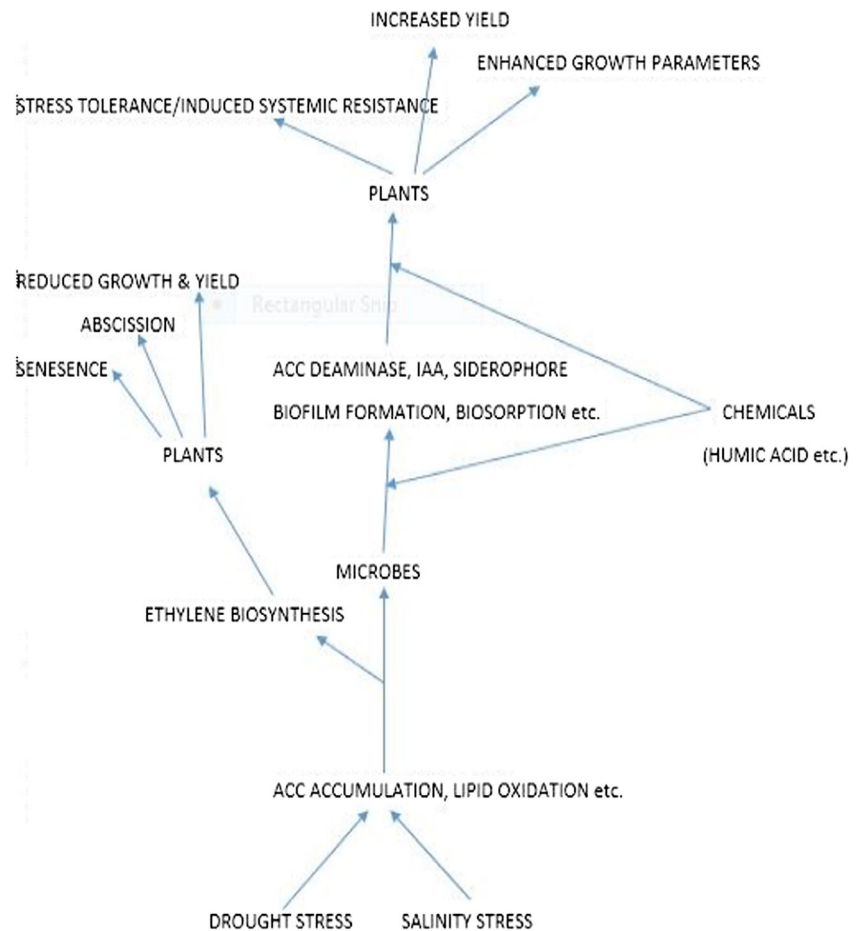 INCREASED YIELD
ENHANCED GROWTH PARAMETERS
STRESS TOLERANCE/INDUCED SYSTEMIC RESISTANCE
PLANTS
REDUCED GROWTH & YIELD
Rectangular Snip
ABSCISSION
SENESENCE
ACC DEAMINASE, IAA, SIDEROPHORE
BIOFILM FORMATION, BIOSORPTION etc.
CHEMICALS
(HUMIC ACID etc.)
PLANTS
MICROBES
ETHYLENE BIOSYNTHESIS
ACC ACCUMULATION, LIPID OXIDATION etc.
DROUGHT STRESS
SALINITY STRESS